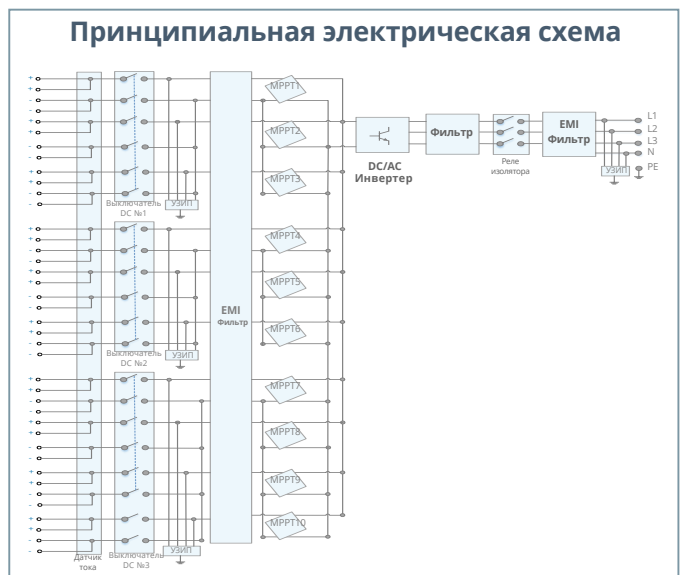 Принципиальная электрическая схема
MPPT1
MPPT2
MPPT3
MPPT4
MPPT5
MPPT6
MPPT7
MPPT8
MPPT9
MPPT10
Выключатель
DC №1
УЗИП
Выключатель
DC №2
УЗИП
Выключатель
DC №3
УЗИП
Датчик
тока
EMI
Фильтр
DC/AC
Инвертер
Фильтр
Реле
изолятора
EMI
Фильтр
УЗИП
L1
L2
L3
N
PE